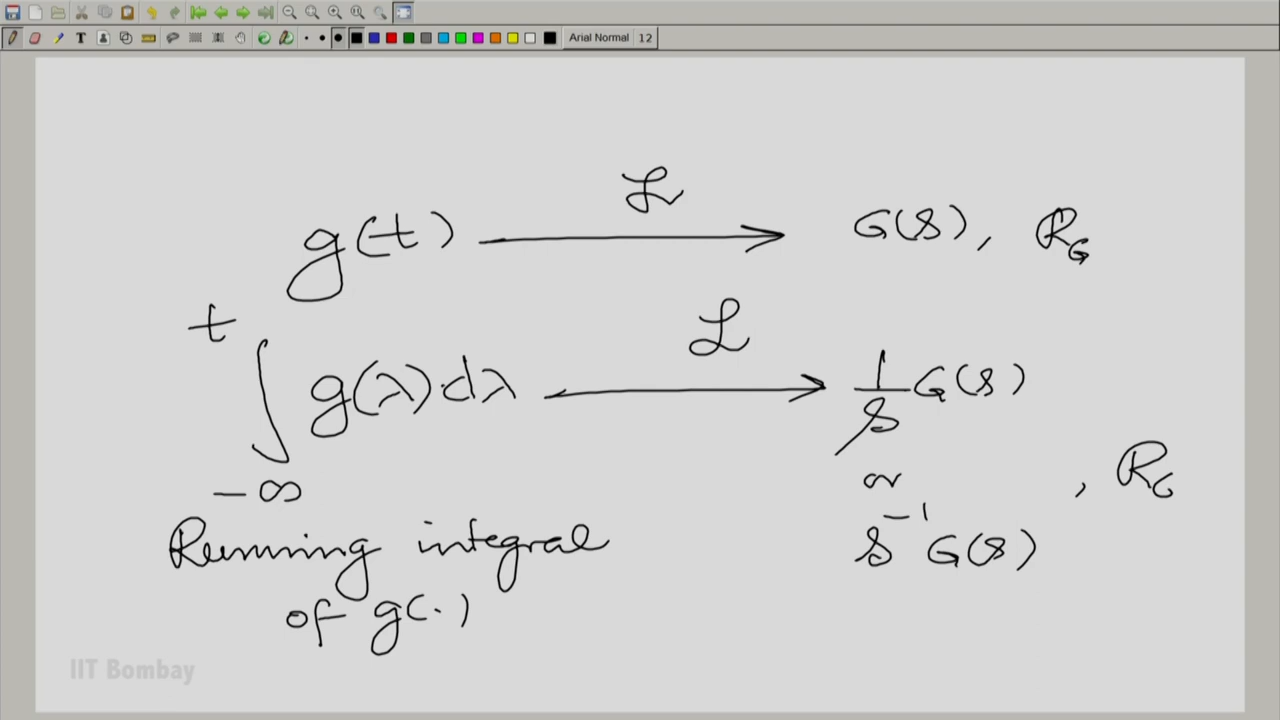 Arial Normal 12
ℒ
g(t) ⟶ G(s), R_G
t
ℒ
∫ g(λ)dλ ⟶ 1/s G(s)
-∞
or , R_G
s⁻¹ G(s)
Running integral
of g(.)
IIT Bombay